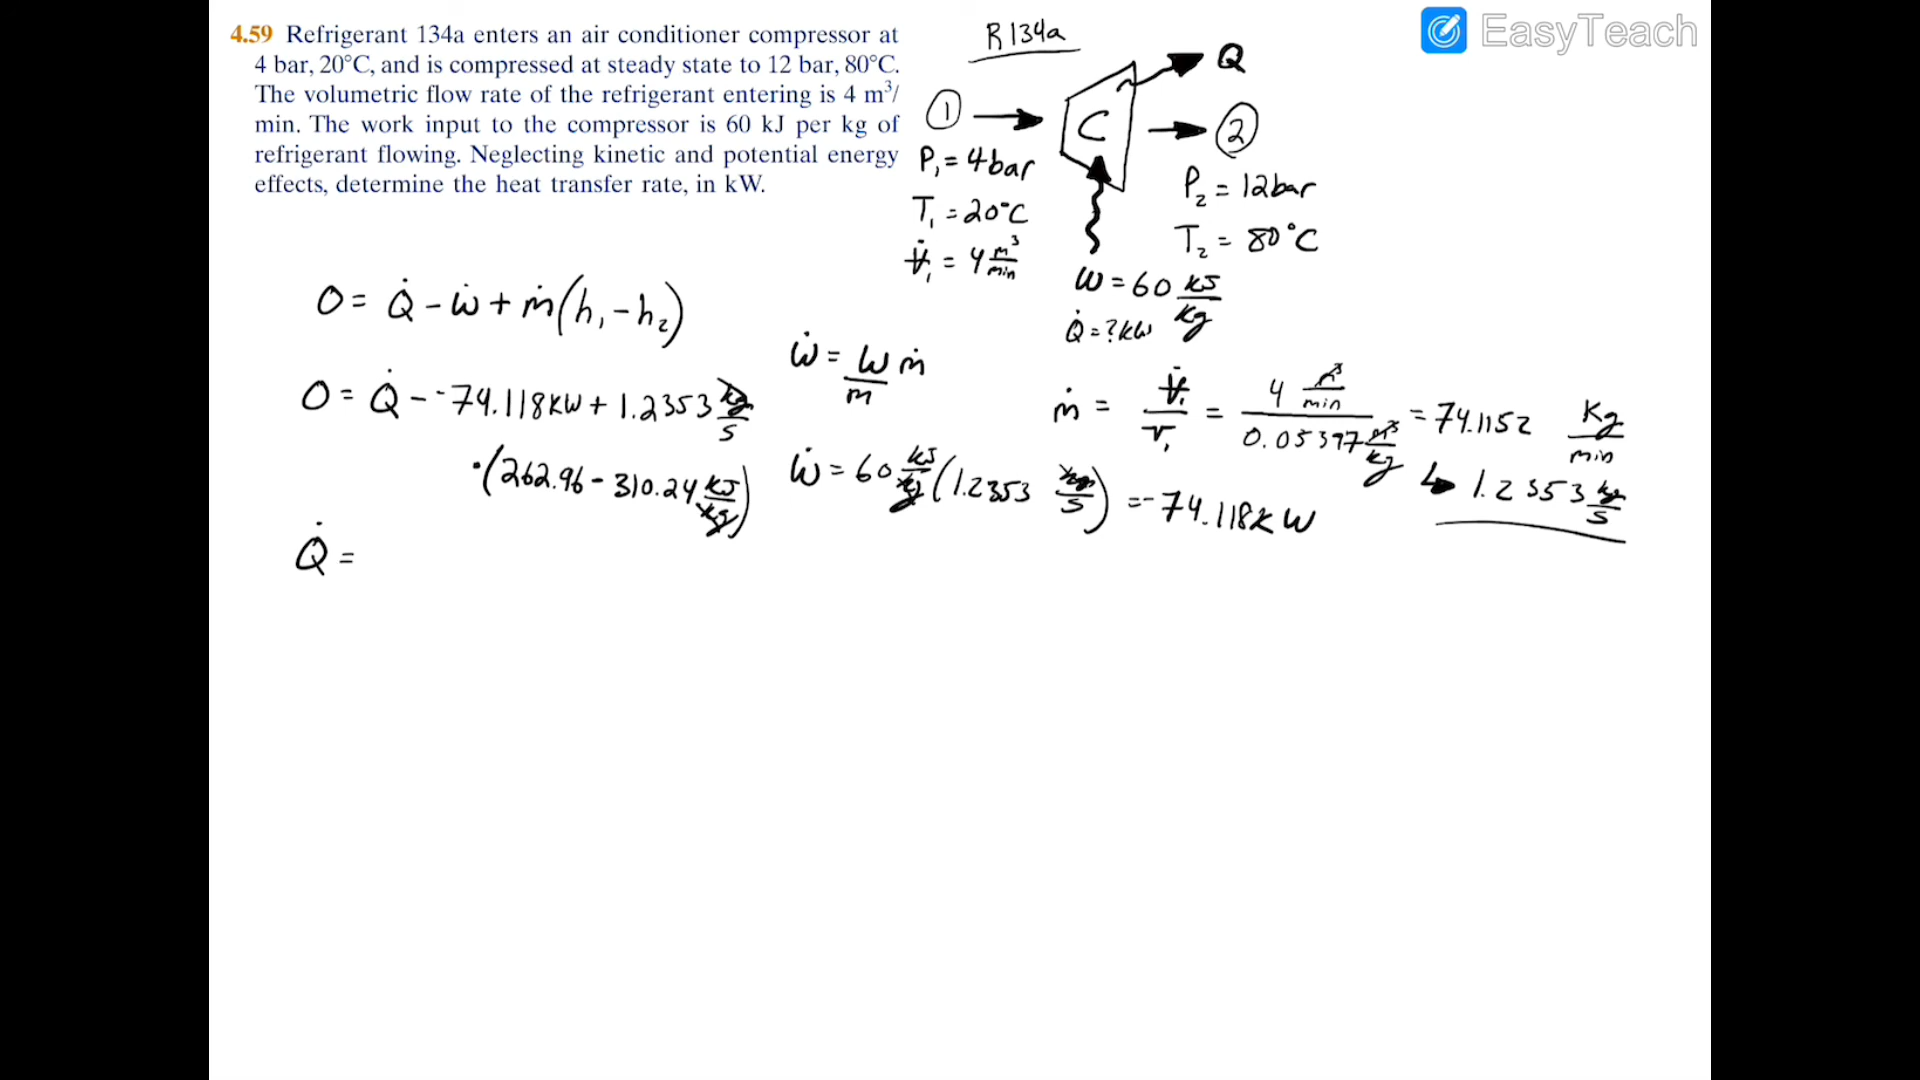 4.59 Refrigerant 134a enters an air conditioner compressor at
4 bar, 20°C, and is compressed at steady state to 12 bar, 80°C.
The volumetric flow rate of the refrigerant entering is 4 m³/
min. The work input to the compressor is 60 kJ per kg of
refrigerant flowing. Neglecting kinetic and potential energy
effects, determine the heat transfer rate, in kW.
EasyTeach
R134a
Q
1
C
2
P₁ = 4bar
T₁ = 20°C
V̇₁ = 4 m³/min
P₂ = 12bar
T₂ = 80°C
W = 60 kJ/kg
Q̇ = ? kW
0 = Q̇ - Ẇ + ṁ(h₁ - h₂)
0 = Q̇ - -74.118kW + 1.2353 kg/s
·(262.96 - 310.24 kJ/kg)
Q̇ =
Ẇ = W/m ṁ
Ẇ = 60 kJ/kg (1.2353 kg/s) = -74.118kW
ṁ = V̇₁/v₁ = 4 m³/min / 0.05397 m³/kg = 74.1152 kg/min
↳ 1.2353 kg/s